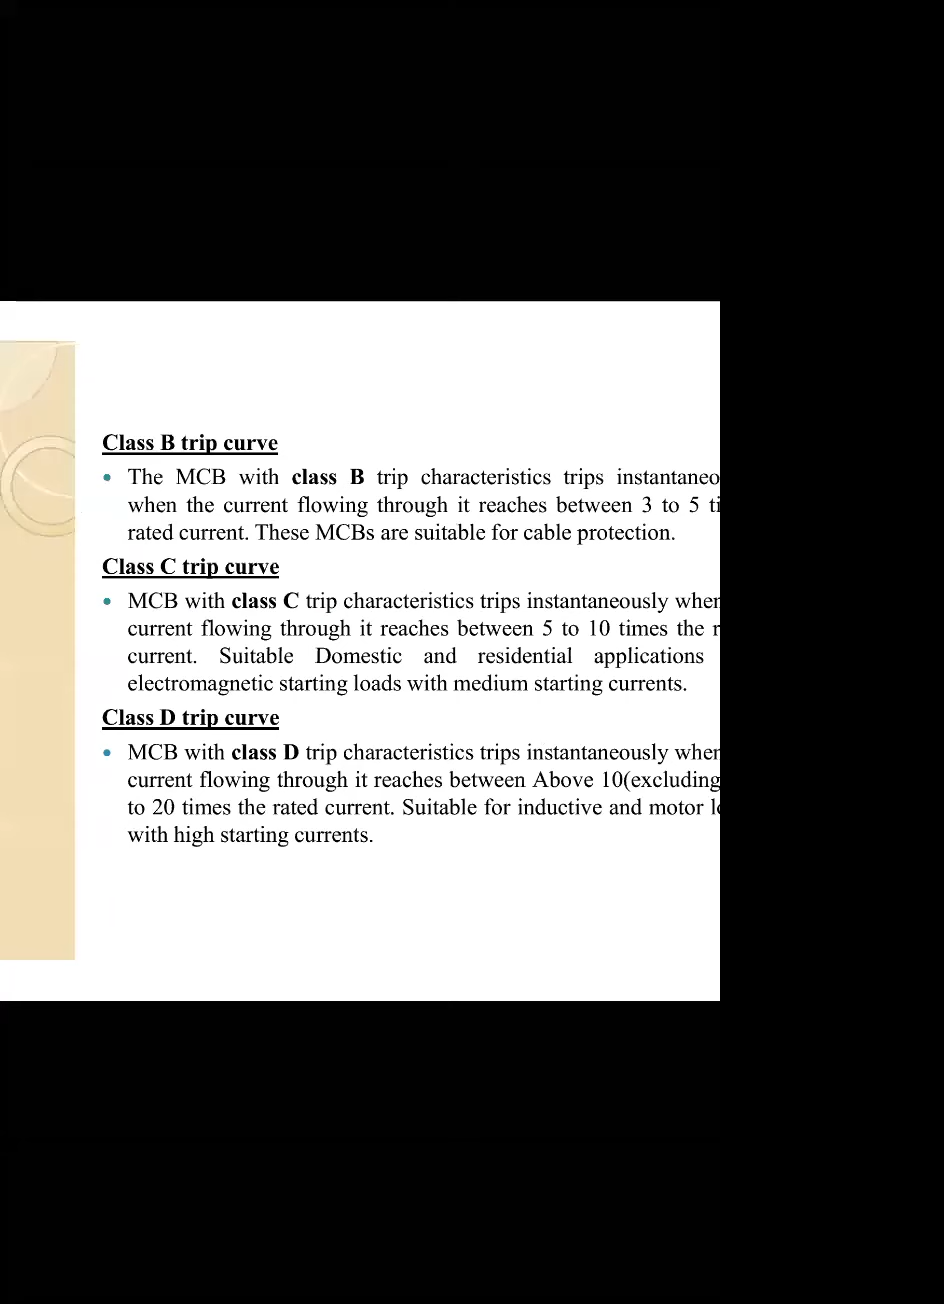 Class B trip curve
• The MCB with class B trip characteristics trips
when the current flowing through it reaches between 3 to 5
rated current. These MCBs are suitable for cable protection.
Class C trip curve
• MCB with class C trip characteristics trips instantaneously
current flowing through it reaches between 5 to 10 times the
current. Suitable Domestic and residential applications
electromagnetic starting loads with medium starting currents.
Class D trip curve
• MCB with class D trip characteristics trips instantaneously
current flowing through it reaches between Above 10(excluding
to 20 times the rated current. Suitable for inductive and motor
with high starting currents.